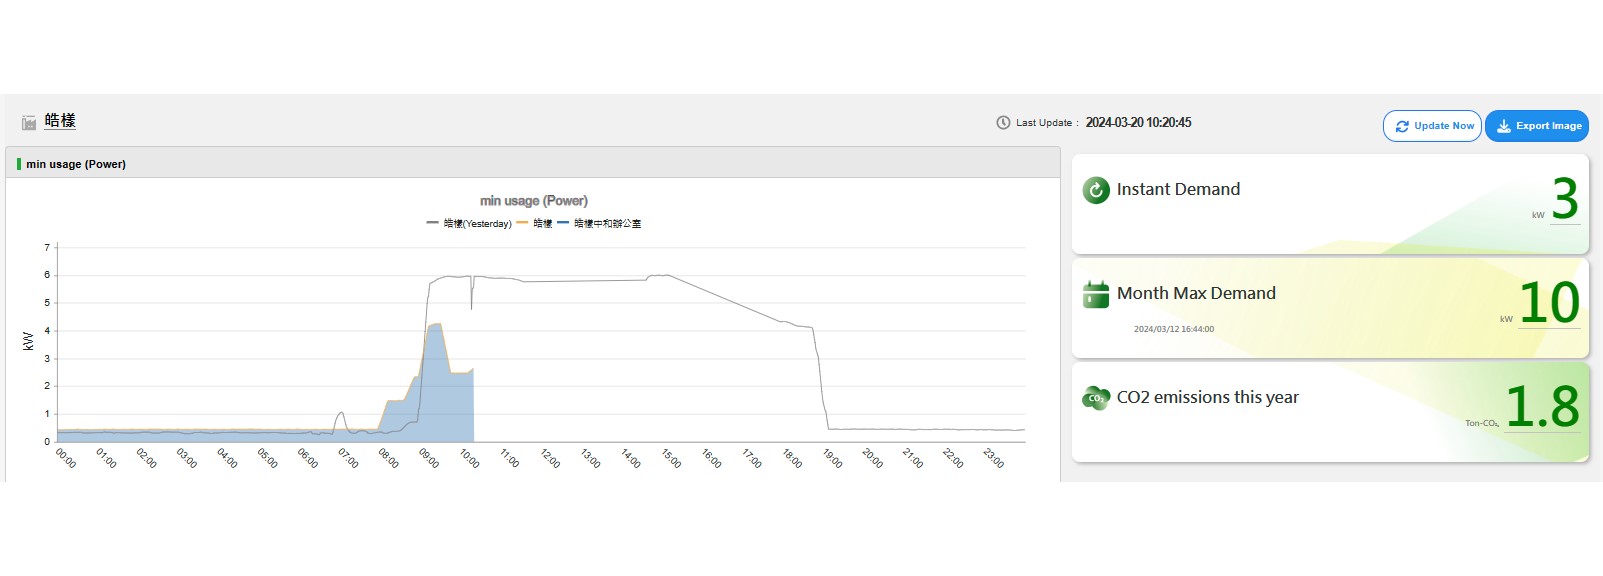 皓樣
Last Update : 2024-03-20 10:20:45
Update Now
Export Image
min usage (Power)
min usage (Power)
皓樣(Yesterday) 皓樣 皓樣中和辦公室
kW
7
6
5
4
3
2
1
0
00:00 01:00 02:00 03:00 04:00 05:00 06:00 07:00 08:00 09:00 10:00 11:00 12:00 13:00 14:00 15:00 16:00 17:00 18:00 19:00 20:00 21:00 22:00 23:00
Instant Demand
kW 3
Month Max Demand
kW 10
2024/03/12 16:44:00
CO₂ CO2 emissions this year
Ton-CO₂e 1.8